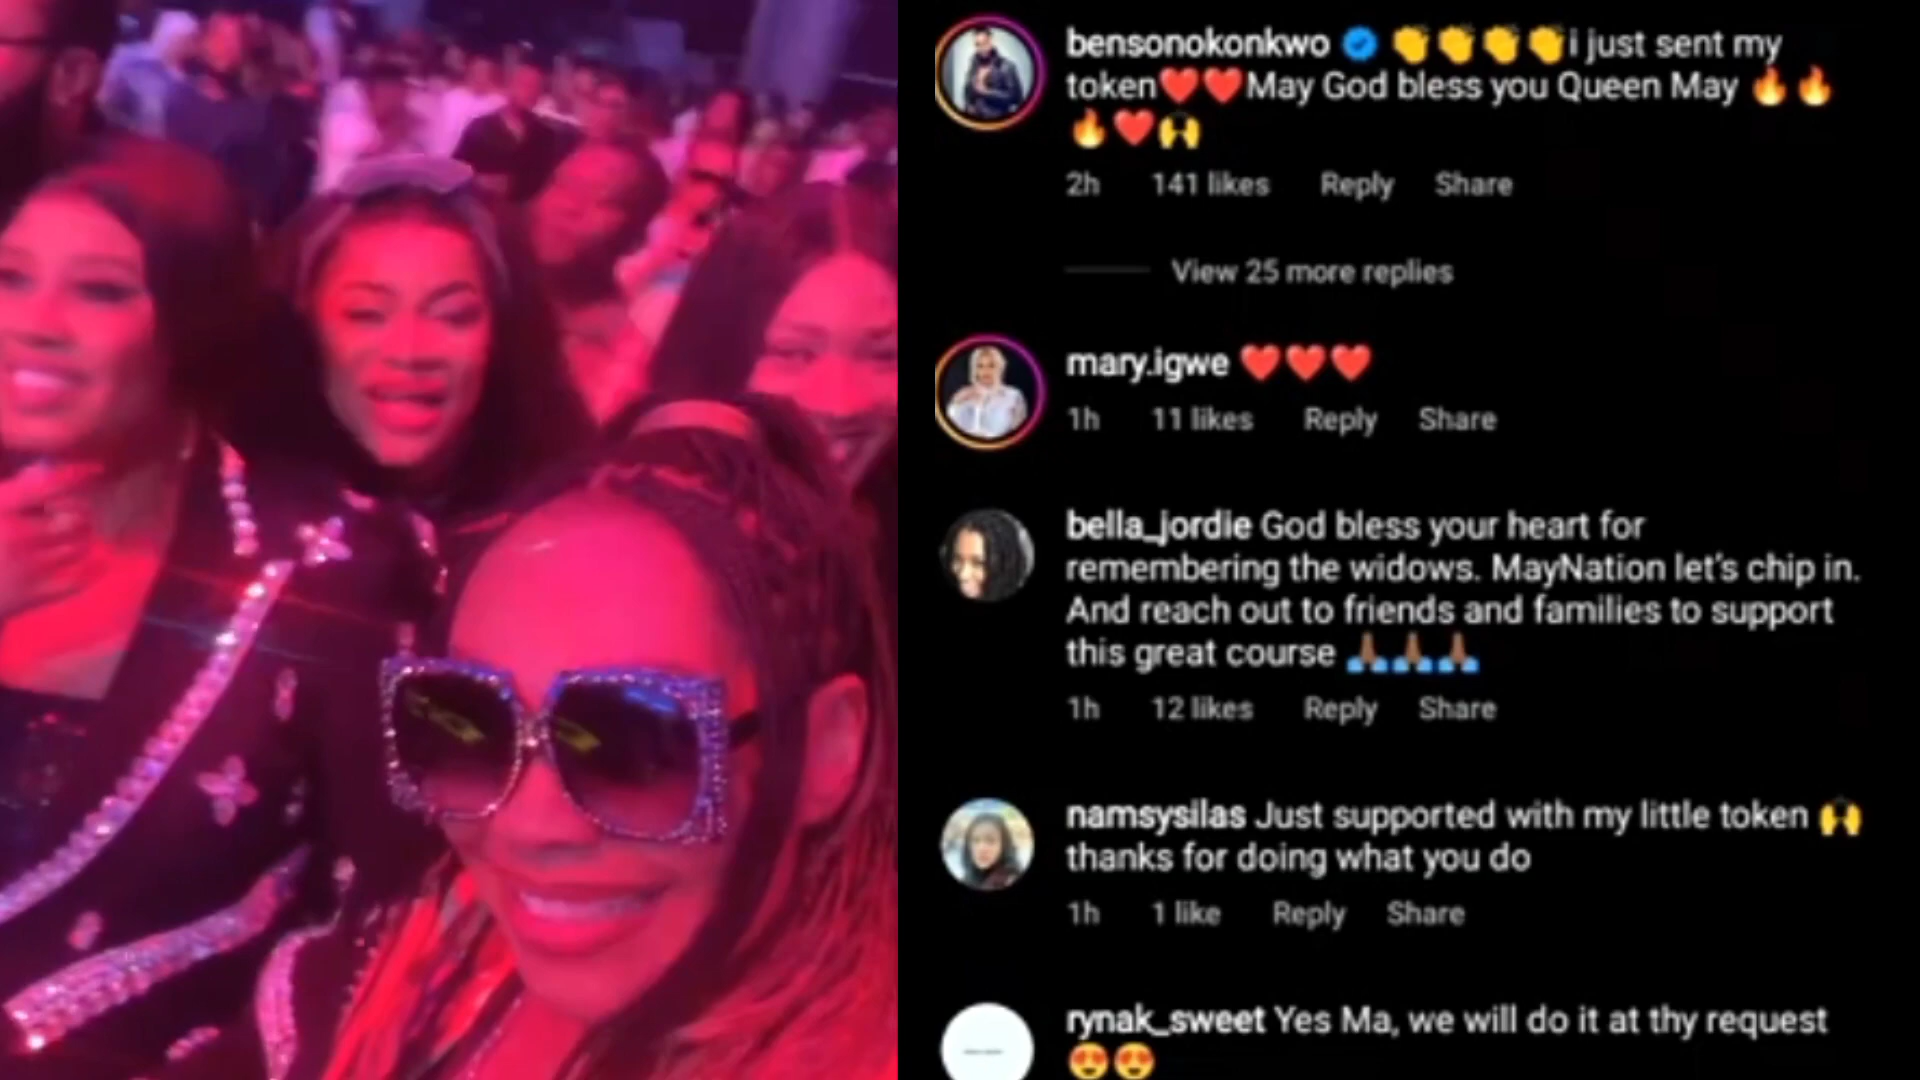 bensonokonkwo 👏👏👏👏i just sent my
token❤️❤️May God bless you Queen May 🔥🔥
🔥❤️🙌
2h 141 likes Reply Share
View 25 more replies
mary.igwe ❤️❤️❤️
1h 11 likes Reply Share
bella_jordie God bless your heart for
remembering the widows. MayNation let's chip in.
And reach out to friends and families to support
this great course 🙏🏾🙏🏾🙏🏾
1h 12 likes Reply Share
namsysilas Just supported with my little token 🙌
thanks for doing what you do
1h 1 like Reply Share
rynak_sweet Yes Ma, we will do it at thy request
😍😍